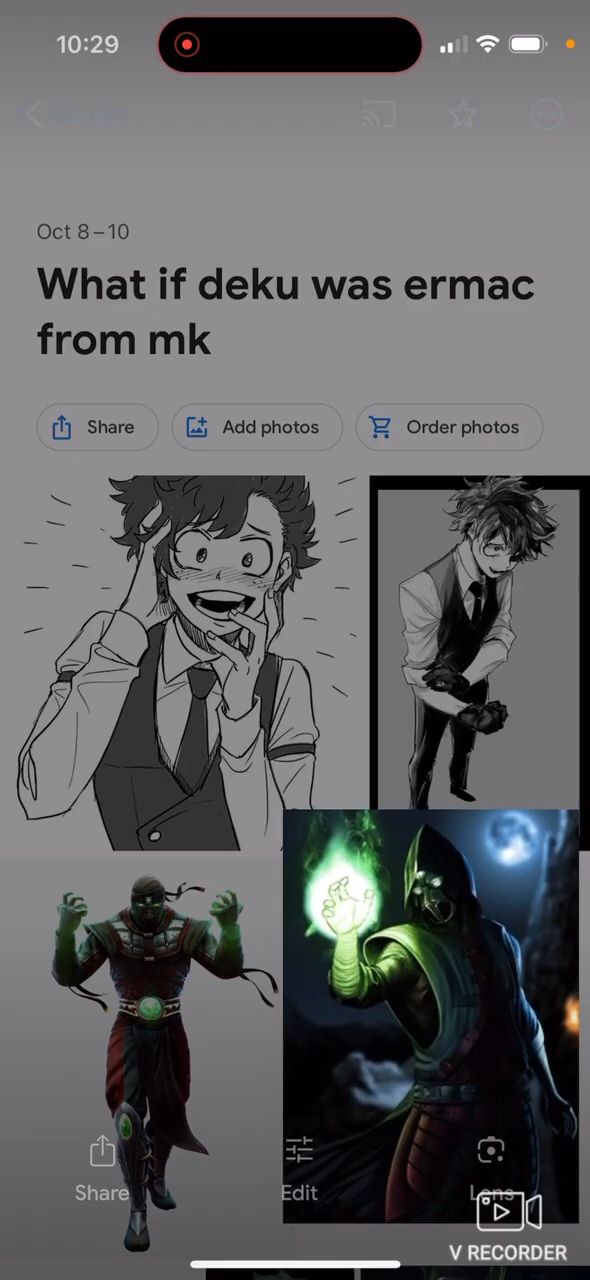 10:29
Oct 8–10
What if deku was ermac
from mk
Share
Add photos
Order photos
Share
Edit
Lens
V RECORDER